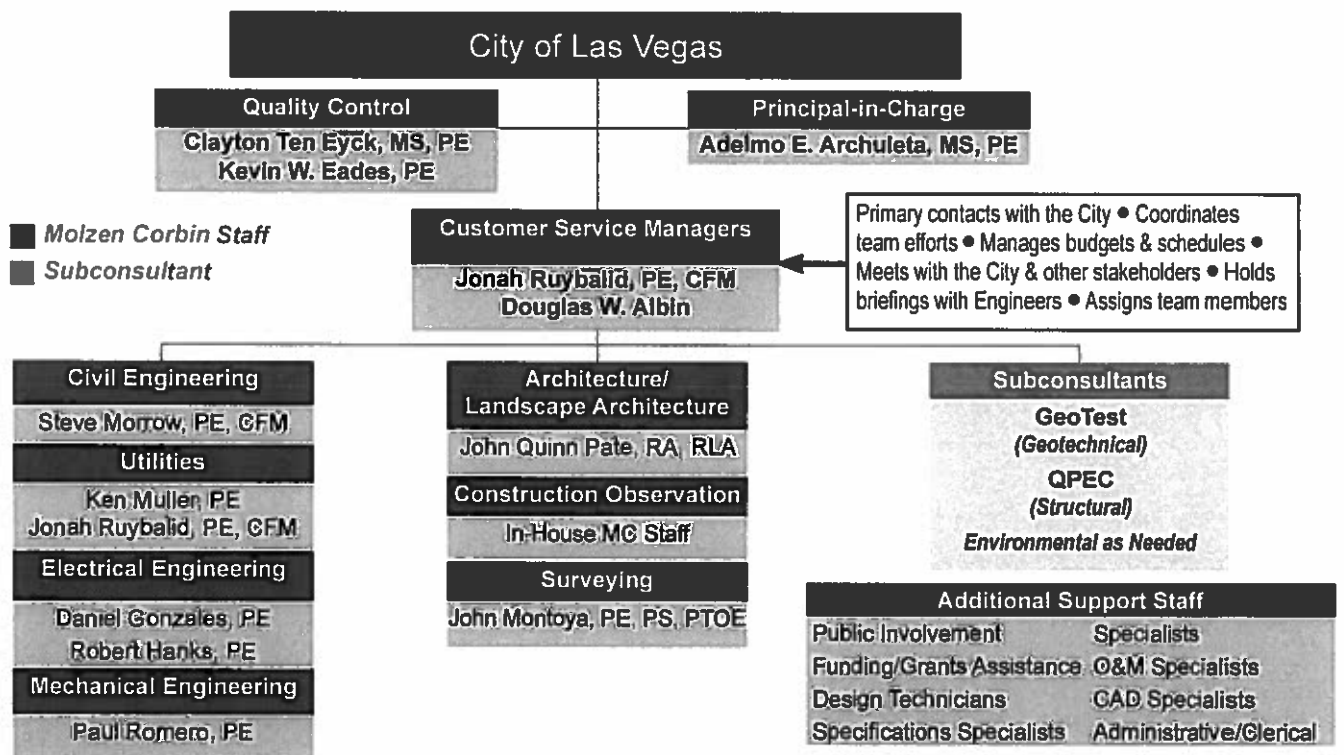 City of Las Vegas
Quality Control
Clayton Ten Eyck, MS, PE
Kevin W. Eades, PE
Principal-in-Charge
Adelmo E. Archuleta, MS, PE
Molzen Corbin Staff
Subconsultant
Customer Service Managers
Jonah Ruybalid, PE, CFM
Douglas W. Albin
Primary contacts with the City ● Coordinates
team efforts ● Manages budgets & schedules ●
Meets with the City & other stakeholders ● Holds
briefings with Engineers ● Assigns team members
Civil Engineering
Steve Morrow, PE, CFM
Utilities
Ken Muller, PE
Jonah Ruybalid, PE, CFM
Electrical Engineering
Daniel Gonzales, PE
Robert Hanks, PE
Mechanical Engineering
Paul Romero, PE
Architecture/
Landscape Architecture
John Quinn Pate, RA, RLA
Construction Observation
In-House MC Staff
Surveying
John Montoya, PE, PS, PTOE
Subconsultants
GeoTest
(Geotechnical)
QPEC
(Structural)
Environmental as Needed
Additional Support Staff
Public Involvement Specialists
Funding/Grants Assistance O&M Specialists
Design Technicians CAD Specialists
Specifications Specialists Administrative/Clerical